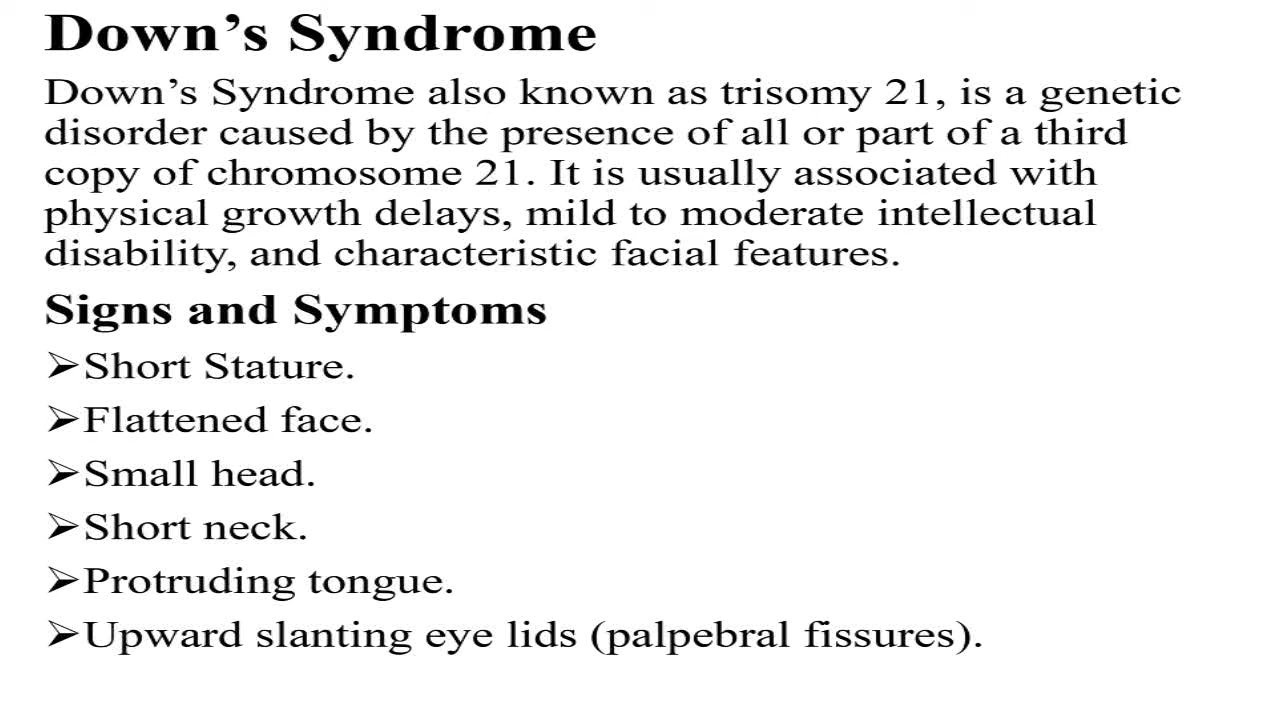 Down’s Syndrome
Down’s Syndrome also known as trisomy 21, is a genetic
disorder caused by the presence of all or part of a third
copy of chromosome 21. It is usually associated with
physical growth delays, mild to moderate intellectual
disability, and characteristic facial features.
Signs and Symptoms
➢Short Stature.
➢Flattened face.
➢Small head.
➢Short neck.
➢Protruding tongue.
➢Upward slanting eye lids (palpebral fissures).